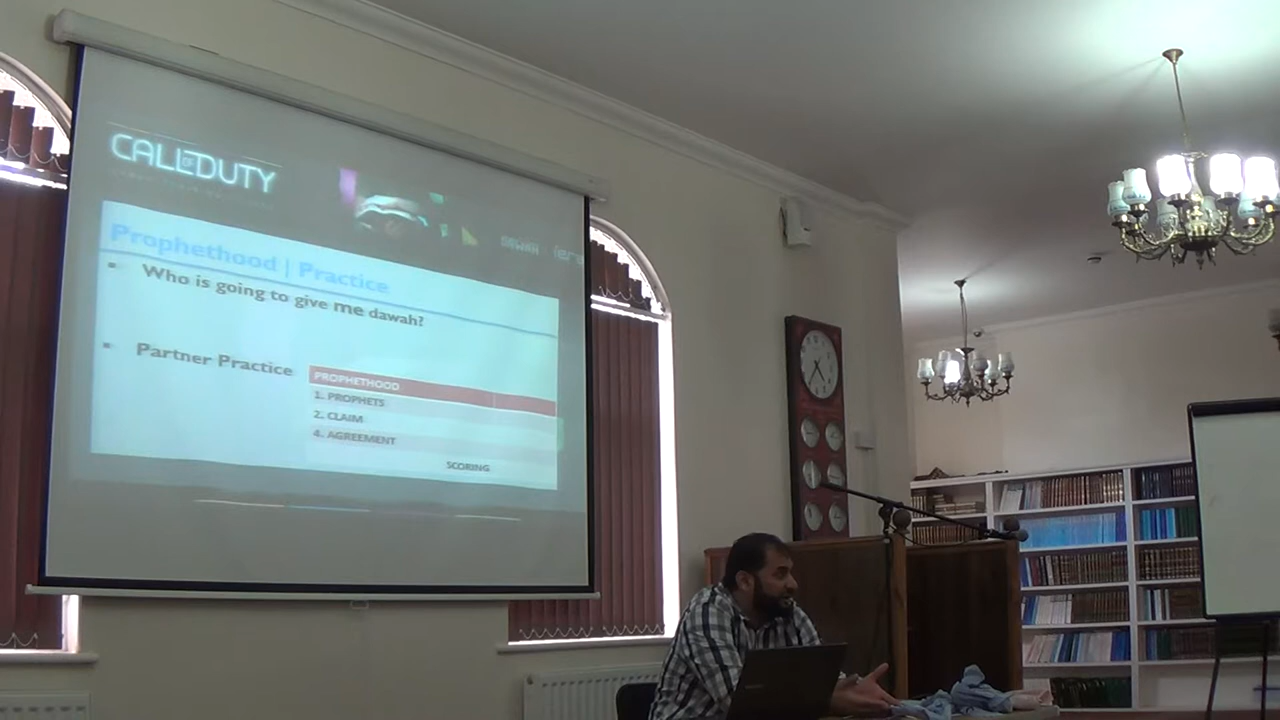 CALL OF DUTY
DAWAH
Prophethood | Practice
Who is going to give me dawah?
Partner Practice
PROPHETHOOD
1. PROPHETS
2. CLAIM
4. AGREEMENT
SCORING